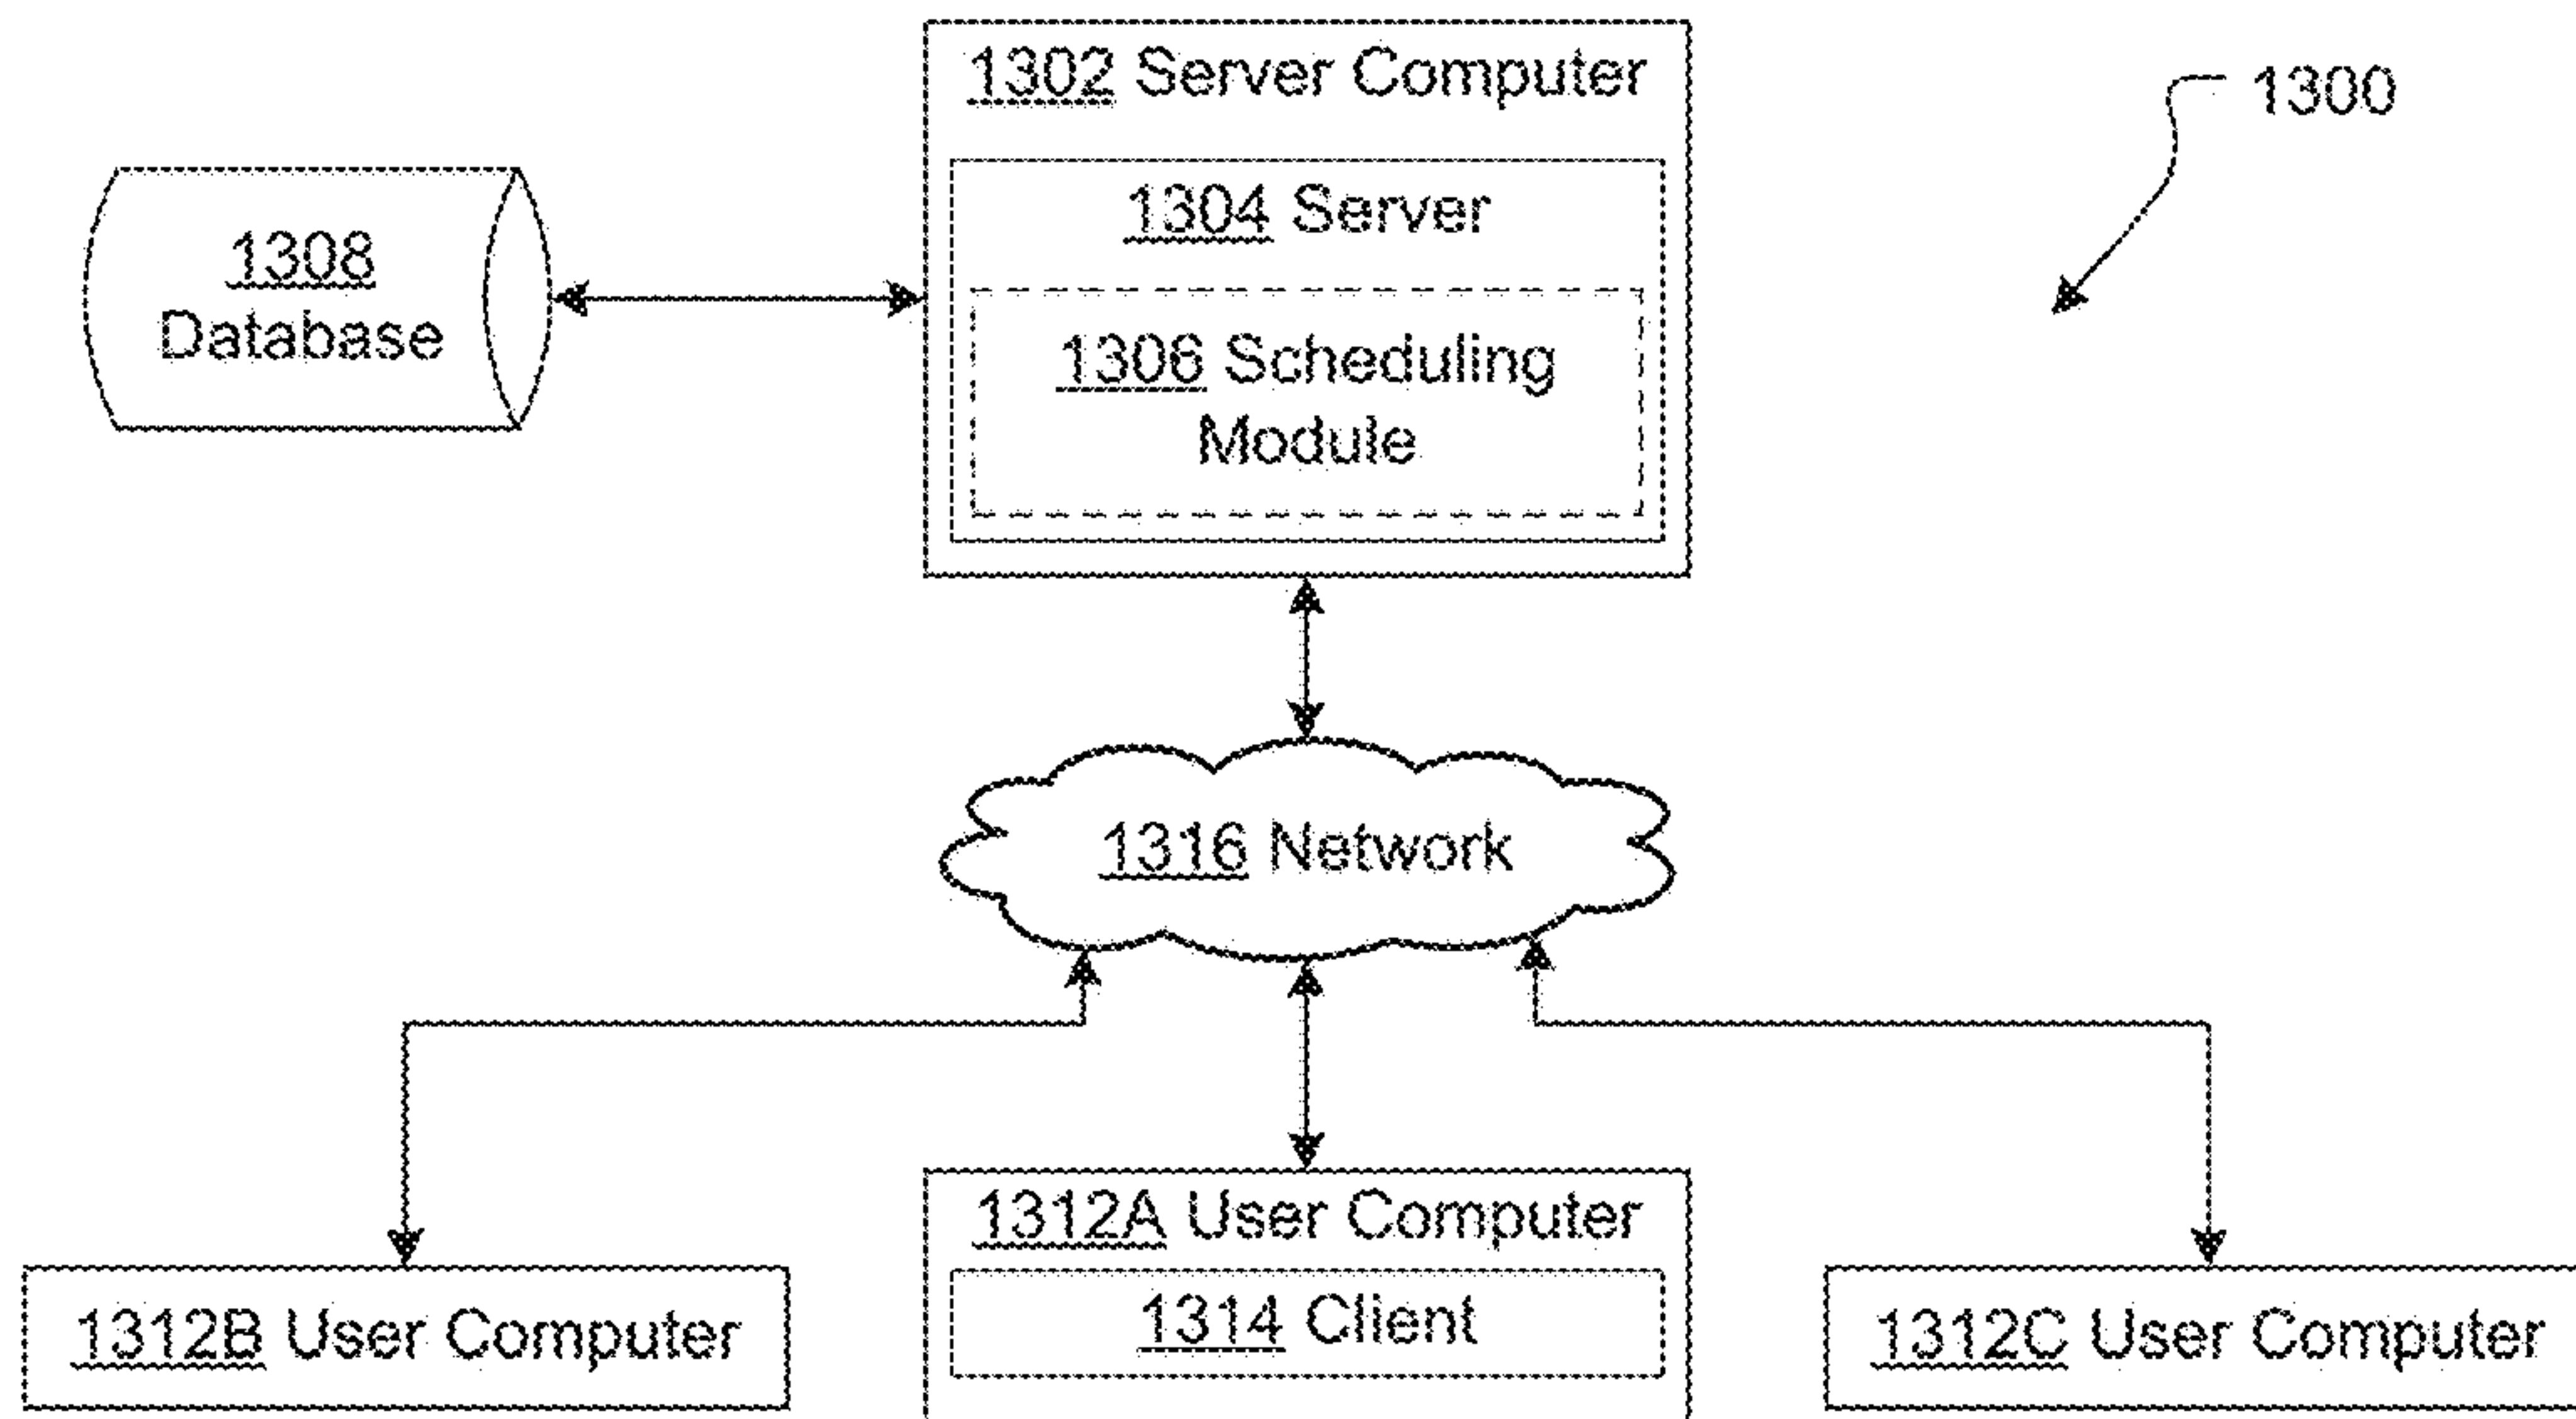 1302 Server Computer
1300
1304 Server
1308
Database
1306 Scheduling
Module
1316 Network
1312A User Computer
1314 Client
1312B User Computer
1312C User Computer